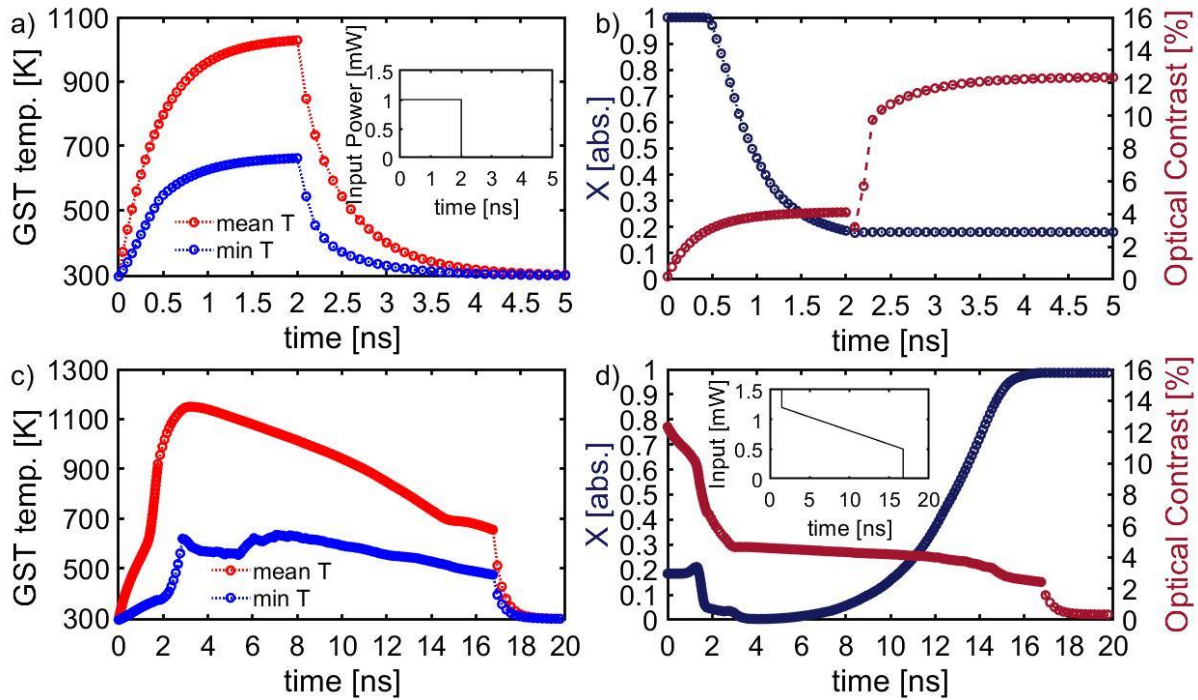 a)
GST temp. [K]
1100
900
700
500
300
0 0.5 1 1.5 2 2.5 3 3.5 4 4.5 5
time [ns]
mean T
min T
Input Power [mW]
1.5
1
0.5
0
0 1 2 3 4 5
time [ns]
b)
X [abs.]
1
0.9
0.8
0.7
0.6
0.5
0.4
0.3
0.2
0.1
0
0 0.5 1 1.5 2 2.5 3 3.5 4 4.5 5
time [ns]
Optical Contrast [%]
16
14
12
10
8
6
4
2
0
c)
GST temp. [K]
1300
1100
900
700
500
300
0 2 4 6 8 10 12 14 16 18 20
time [ns]
mean T
min T
d)
X [abs.]
1
0.9
0.8
0.7
0.6
0.5
0.4
0.3
0.2
0.1
0
0 2 4 6 8 10 12 14 16 18 20
time [ns]
Input [mW]
1.5
1
0.5
0
0 5 10 15 20
time [ns]
Optical Contrast [%]
16
14
12
10
8
6
4
2
0